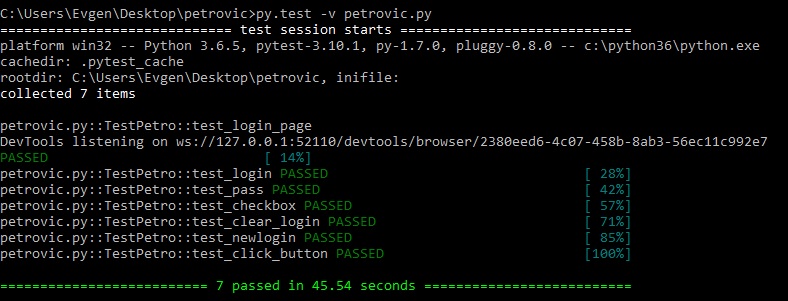 C:\Users\Evgen\Desktop\petrovic>py.test -v petrovic.py
============================= test session starts =============================
platform win32 -- Python 3.6.5, pytest-3.10.1, py-1.7.0, pluggy-0.8.0 -- c:\python36\python.exe
cachedir: .pytest_cache
rootdir: C:\Users\Evgen\Desktop\petrovic, inifile:
collected 7 items
petrovic.py::TestPetro::test_login_page
DevTools listening on ws://127.0.0.1:52110/devtools/browser/2380eed6-4c07-458b-8ab3-56ec11c992e7
PASSED [ 14%]
petrovic.py::TestPetro::test_login PASSED [ 28%]
petrovic.py::TestPetro::test_pass PASSED [ 42%]
petrovic.py::TestPetro::test_checkbox PASSED [ 57%]
petrovic.py::TestPetro::test_clear_login PASSED [ 71%]
petrovic.py::TestPetro::test_newlogin PASSED [ 85%]
petrovic.py::TestPetro::test_click_button PASSED [100%]
========================== 7 passed in 45.54 seconds ==========================